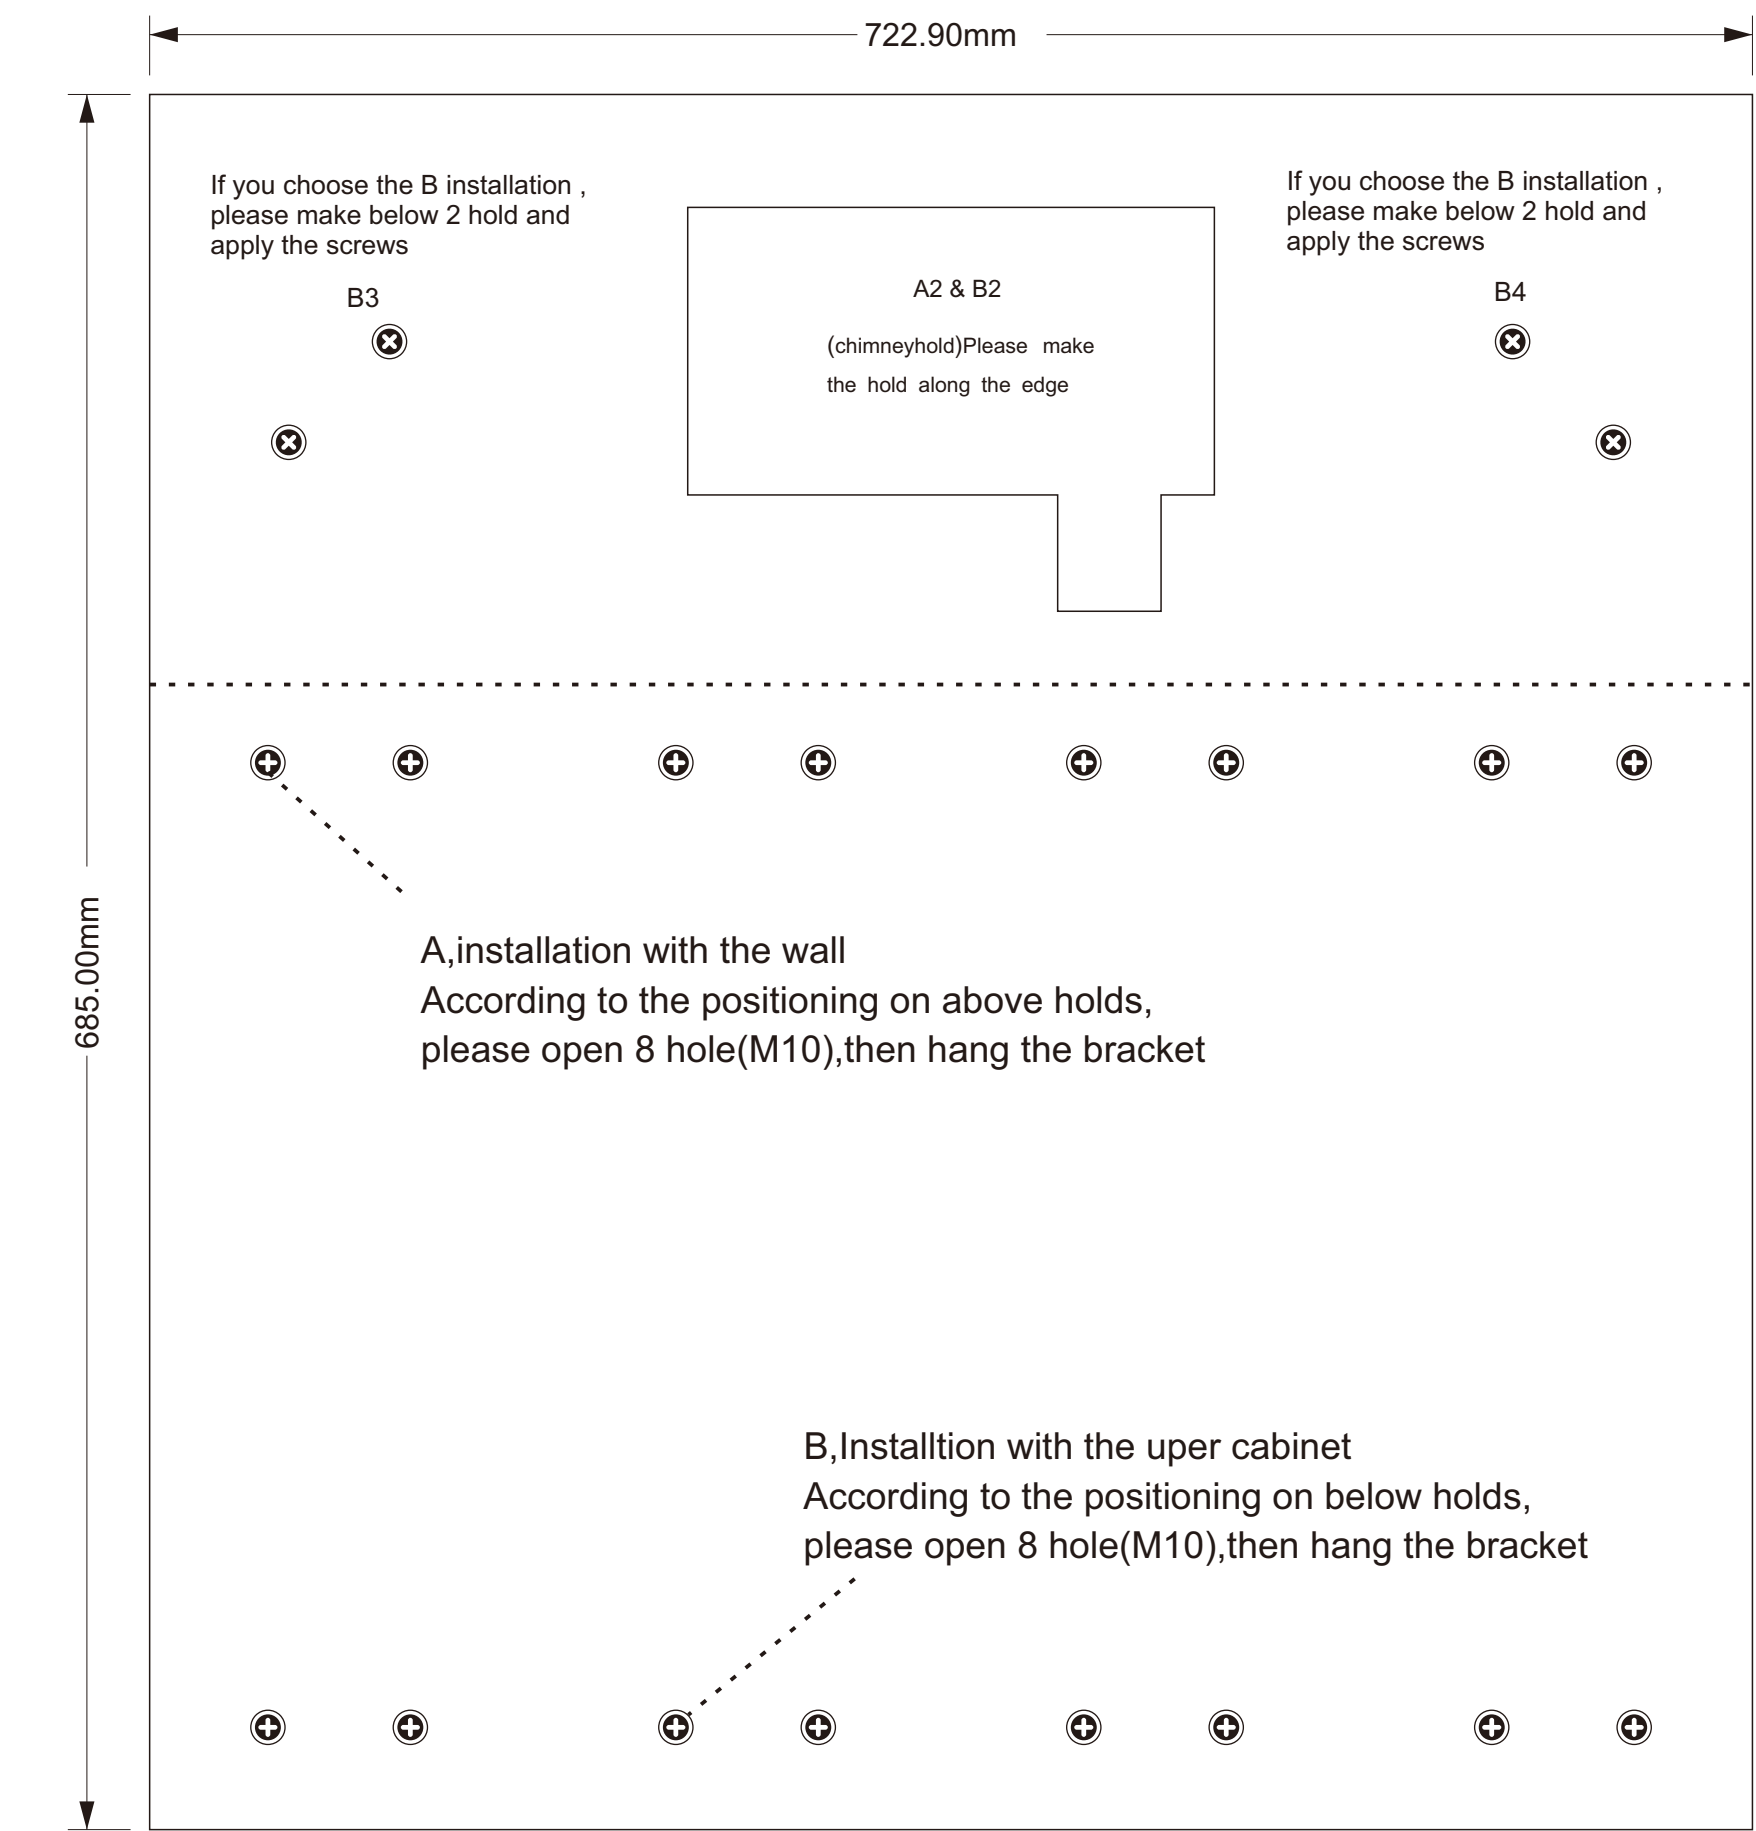 722.90mm
If you choose the B installation ,
please make below 2 hold and
apply the screws
B3
If you choose the B installation ,
please make below 2 hold and
apply the screws
B4
A2 & B2
(chimneyhold)Please make
the hold along the edge
685.00mm
A,installation with the wall
According to the positioning on above holds,
please open 8 hole(M10),then hang the bracket
B,Installtion with the uper cabinet
According to the positioning on below holds,
please open 8 hole(M10),then hang the bracket